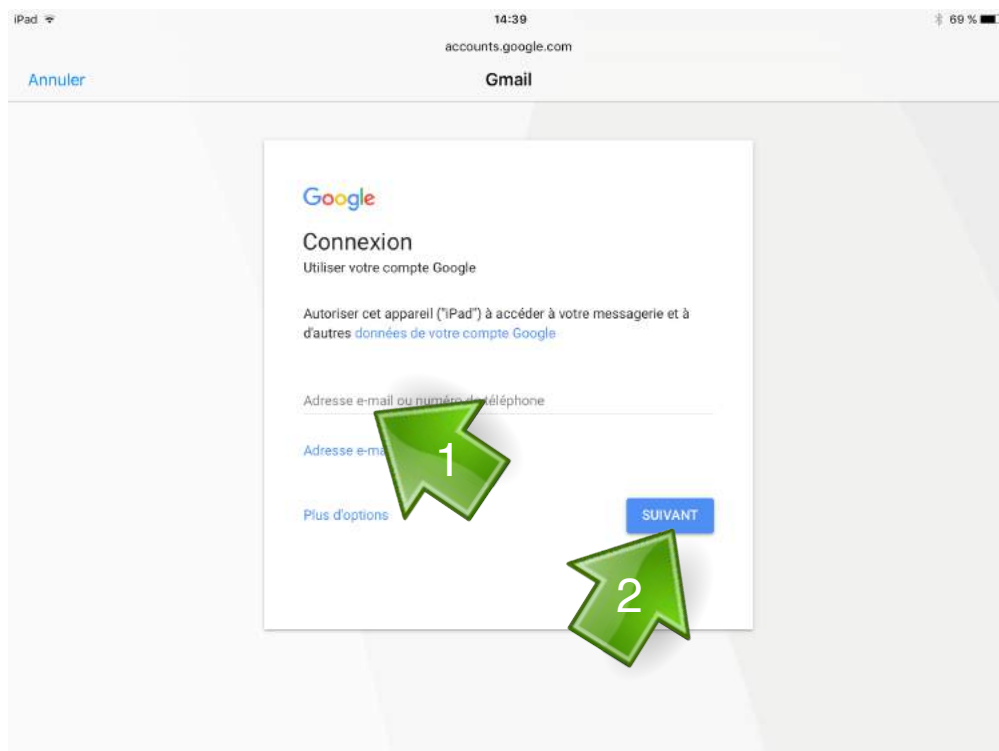 iPad 14:39 69 %
accounts.google.com
Annuler Gmail
Google
Connexion
Utiliser votre compte Google
Autoriser cet appareil ("iPad") à accéder à votre messagerie et à
d'autres données de votre compte Google
Adresse e-mail ou numéro de téléphone
Adresse
1
Plus d'options SUIVANT
2